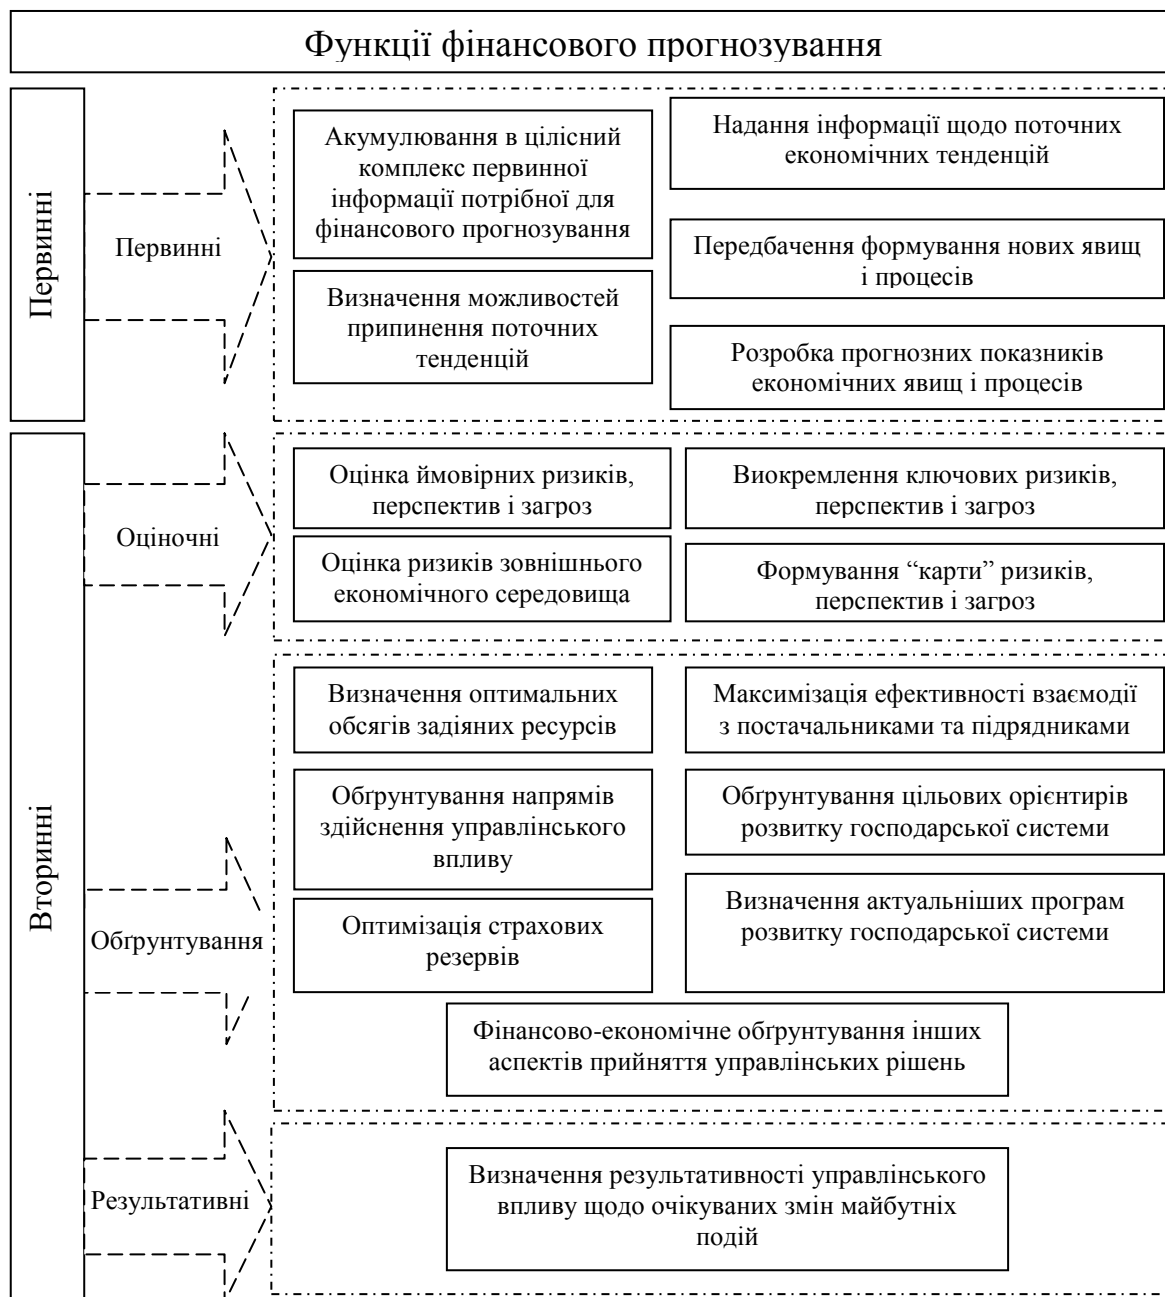 Функції фінансового прогнозування
Первинні
Первинні
Акумулювання в цілісний
комплекс первинної
інформації потрібної для
фінансового прогнозування
Визначення можливостей
припинення поточних
тенденцій
Надання інформації щодо поточних
економічних тенденцій
Передбачення формування нових явищ
і процесів
Розробка прогнозних показників
економічних явищ і процесів
Вторинні
Оціночні
Оцінка ймовірних ризиків,
перспектив і загроз
Виокремлення ключових ризиків,
перспектив і загроз
Оцінка ризиків зовнішнього
економічного середовища
Формування “карти” ризиків,
перспектив і загроз
Обґрунтування
Визначення оптимальних
обсягів задіяних ресурсів
Максимізація ефективності взаємодії
з постачальниками та підрядниками
Обґрунтування напрямів
здійснення управлінського
впливу
Обґрунтування цільових орієнтирів
розвитку господарської системи
Оптимізація страхових
резервів
Визначення актуальніших програм
розвитку господарської системи
Фінансово-економічне обґрунтування інших
аспектів прийняття управлінських рішень
Результативні
Визначення результативності управлінського
впливу щодо очікуваних змін майбутніх
подій